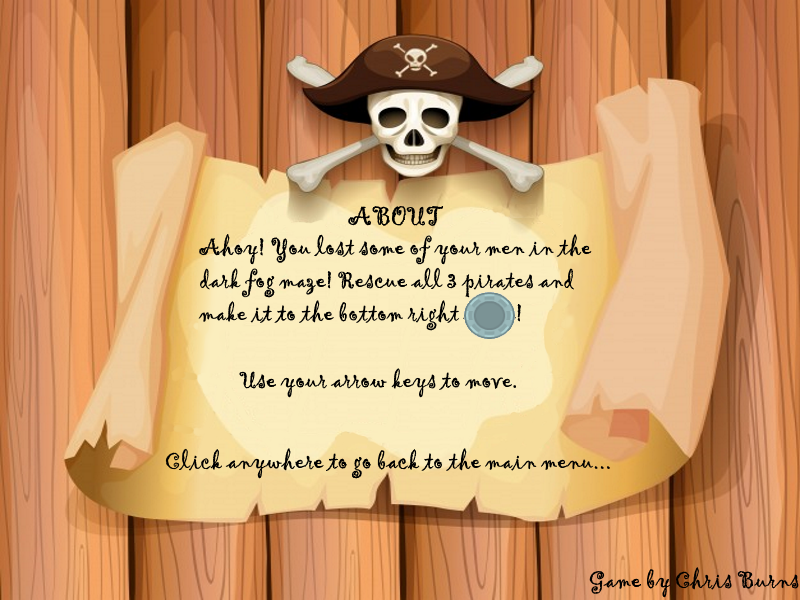 ABOUT
Ahoy! You lost some of your men in the
dark fog maze! Rescue all 3 pirates and
make it to the bottom right !
Use your arrow keys to move.
Click anywhere to go back to the main menu...
Game by Chris Burns